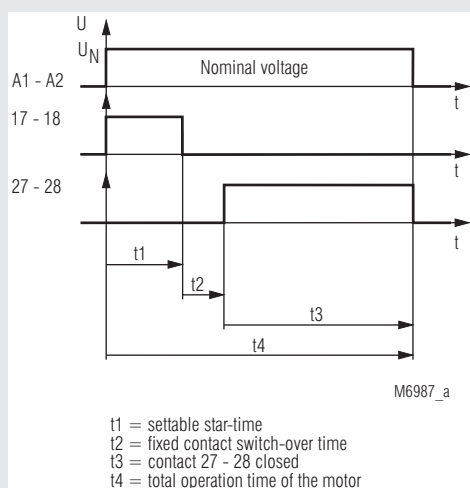 U
U_N
Nominal voltage
A1 - A2
t
17 - 18
t
27 - 28
t
t1
t2
t3
t4
M6987_a
t1 = settable star-time
t2 = fixed contact switch-over time
t3 = contact 27 - 28 closed
t4 = total operation time of the motor